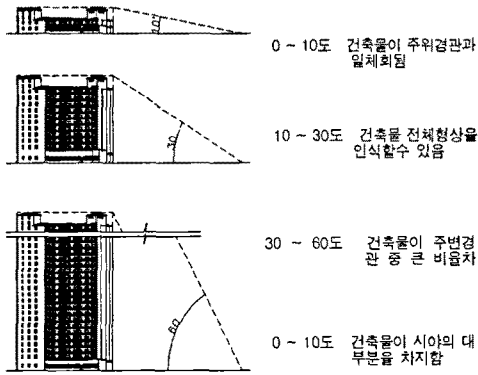 10
0 ~ 10도 건축물이 주위경관과
일체회됨
30
10 ~ 30도 건축물 전체형상을
인식할수 있음
30 ~ 60도 건축물이 주변경
관 중 큰 비율차
60
0 ~ 10도 건축물이 시야의 대
부분을 차지함